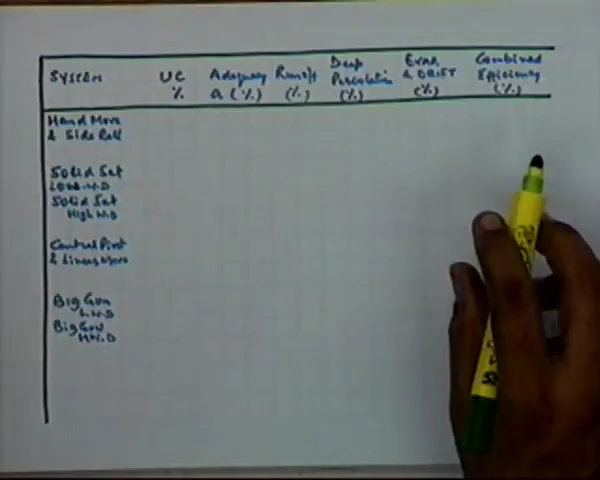 SYSTEM UC % Adequacy a (%) Runoff (%) Deep Percolation (%) Evap. & DRIFT (%) Combined Efficiency (%)
Hand Move
& Side Roll
Solid Set
Low W.D
Solid Set
High W.D
Central Pivot
& Linear Move
Big Gun
L.W.D
Big Gun
H.W.D